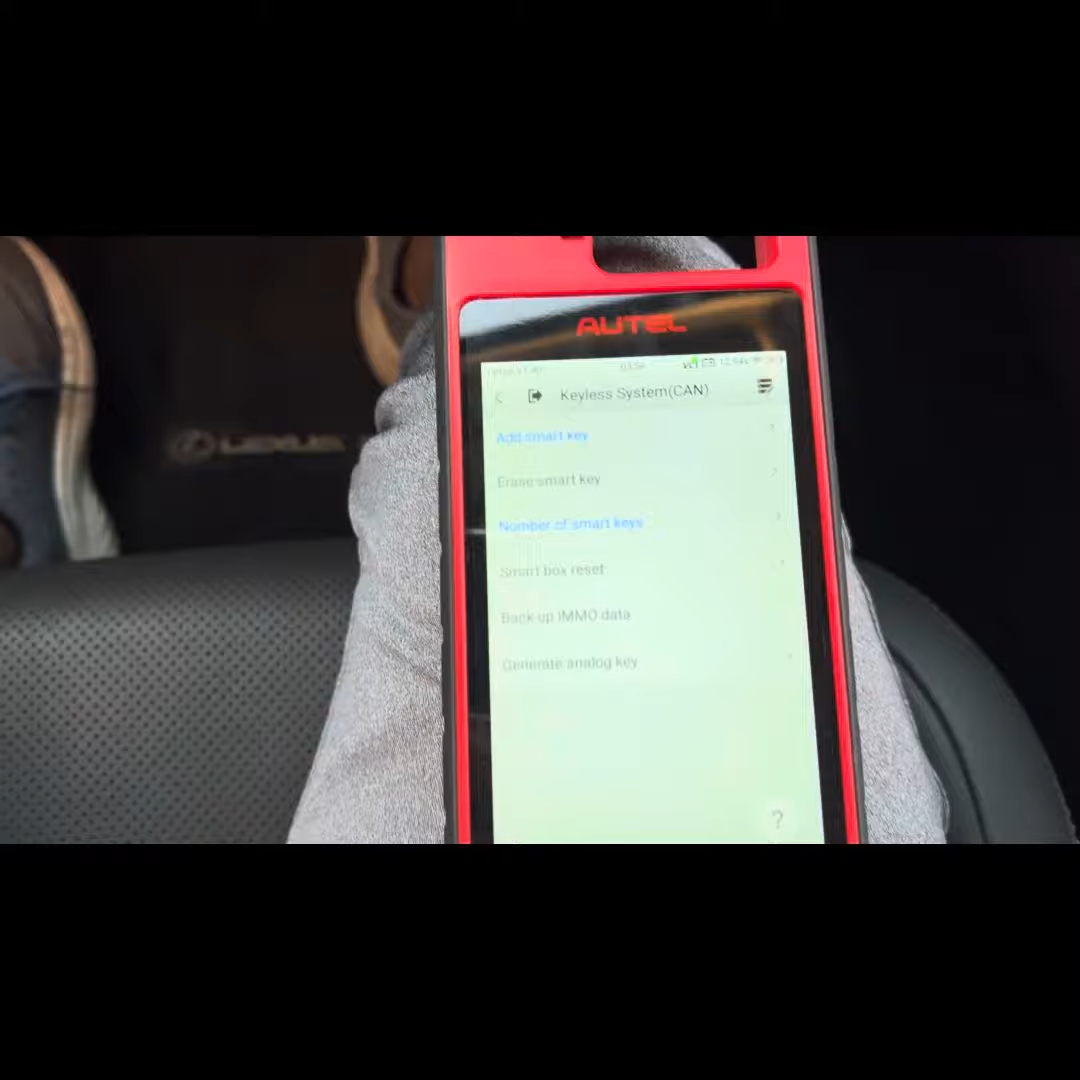 AUTEL
Keyless System(CAN)
Add smart key
Erase smart key
LEXUS
Number of smart keys
Smart box reset
Back up IMMO data
Generate analog key
?